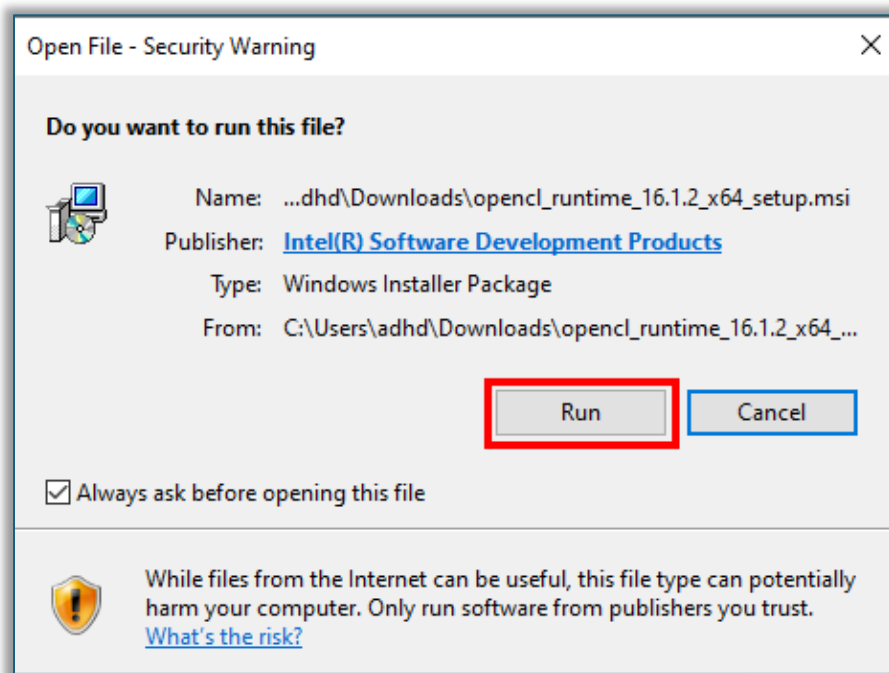 Open File - Security Warning
Do you want to run this file?
Name: ...dhd\Downloads\opencl_runtime_16.1.2_x64_setup.msi
Publisher: Intel(R) Software Development Products
Type: Windows Installer Package
From: C:\Users\adhd\Downloads\opencl_runtime_16.1.2_x64_...
Run Cancel
Always ask before opening this file
While files from the Internet can be useful, this file type can potentially
harm your computer. Only run software from publishers you trust.
What's the risk?